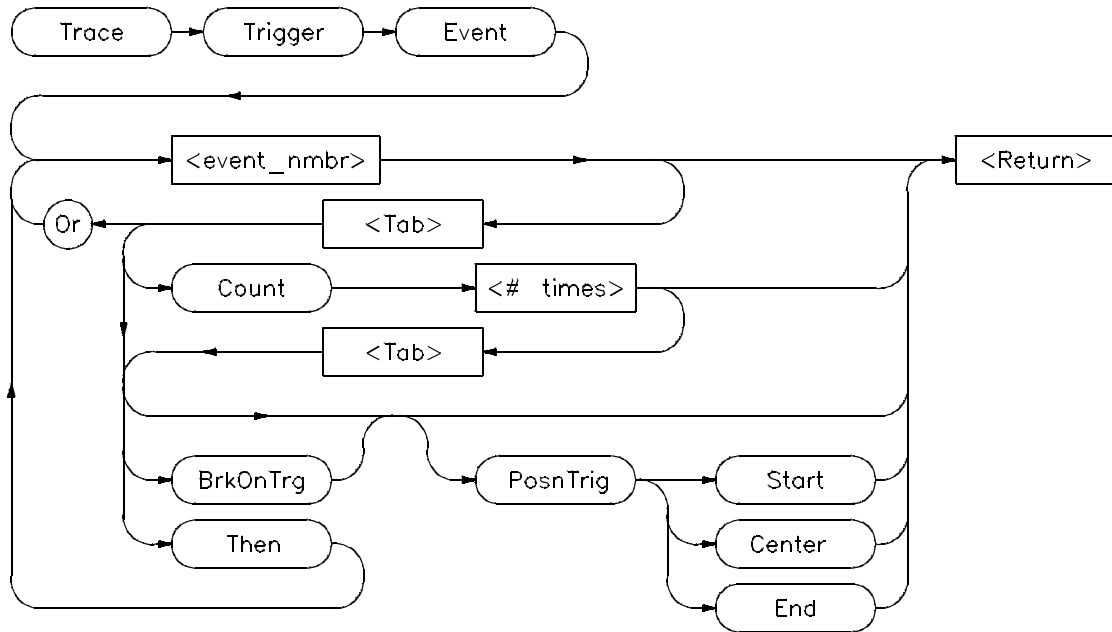 Trace Trigger Event
<event_nmbr> <Return>
Or <Tab>
Count <# times>
<Tab>
BrkOnTrg PosnTrig Start
Then Center
End